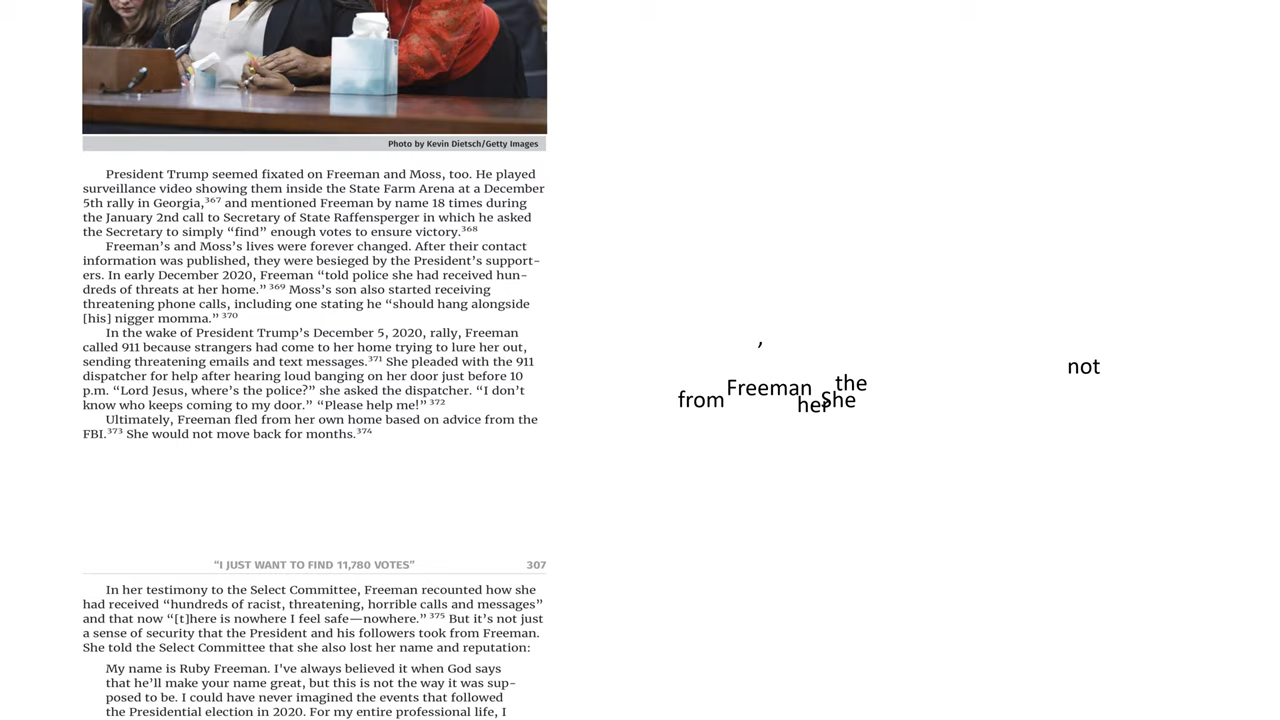 Photo by Kevin Dietsch/Getty Images
President Trump seemed fixated on Freeman and Moss, too. He played
surveillance video showing them inside the State Farm Arena at a December
5th rally in Georgia,³⁶⁷ and mentioned Freeman by name 18 times during
the January 2nd call to Secretary of State Raffensperger in which he asked
the Secretary to simply “find” enough votes to ensure victory.³⁶⁸
Freeman’s and Moss’s lives were forever changed. After their contact
information was published, they were besieged by the President’s support-
ers. In early December 2020, Freeman “told police she had received hun-
dreds of threats at her home.” ³⁶⁹ Moss’s son also started receiving
threatening phone calls, including one stating he “should hang alongside
[his] nigger momma.” ³⁷⁰
In the wake of President Trump’s December 5, 2020, rally, Freeman
called 911 because strangers had come to her home trying to lure her out,
sending threatening emails and text messages.³⁷¹ She pleaded with the 911
dispatcher for help after hearing loud banging on her door just before 10
p.m. “Lord Jesus, where’s the police?” she asked the dispatcher. “I don’t
know who keeps coming to my door.” “Please help me!” ³⁷²
Ultimately, Freeman fled from her own home based on advice from the
FBI.³⁷³ She would not move back for months.³⁷⁴
“I JUST WANT TO FIND 11,780 VOTES” 307
In her testimony to the Select Committee, Freeman recounted how she
had received “hundreds of racist, threatening, horrible calls and messages”
and that now “[t]here is nowhere I feel safe—nowhere.” ³⁷⁵ But it’s not just
a sense of security that the President and his followers took from Freeman.
She told the Select Committee that she also lost her name and reputation:
My name is Ruby Freeman. I've always believed it when God says
that he’ll make your name great, but this is not the way it was sup-
posed to be. I could have never imagined the events that followed
the Presidential election in 2020. For my entire professional life, I
,
not
the
Freeman
from
her
She